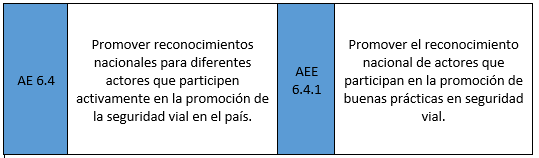 AE 6.4
Promover reconocimientos
nacionales para diferentes
actores que participen
activamente en la promoción de
la seguridad vial en el país.
AEE
6.4.1
Promover el reconocimiento
nacional de actores que
participan en la promoción de
buenas prácticas en seguridad
vial.